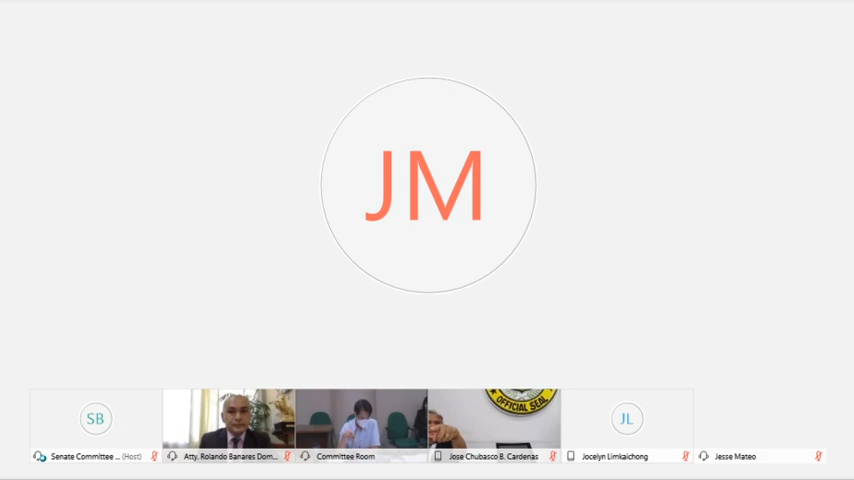 JM
SB
JL
OFFICIAL SEAL
Senate Committee ... (Host)
Atty. Rolando Banares Dom...
Committee Room
Jose Chubasco B. Cardenas
Jocelyn Limkaichong
Jesse Mateo